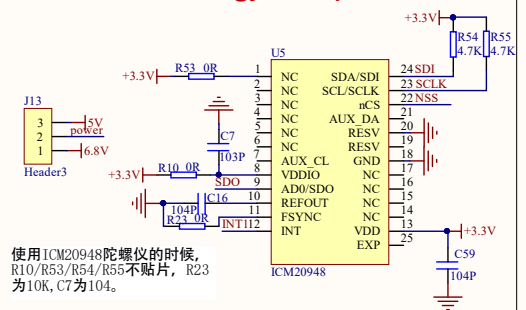 +3.3V
R54
R55
4.7K
4.7K
U5
R53 0R
+3.3V
1 NC SDA/SDI 24 SDI
2 NC SCL/SCLK 23 SCLK
3 NC nCS 22 NSS
4 NC AUX_DA 21
5 NC RESV 20
6 NC RESV 19
7 AUX_CL GND 18
8 VDDIO NC 17
9 AD0/SDO NC 16
10 REFOUT NC 15
11 FSYNC NC 14
12 INT VDD 13
EXP 25
ICM20948
J13
3 5V
2 power
1 6.8V
Header3
C7
103P
+3.3V R10 0R
SDO
C16
104P
R23 0R
INT1
+3.3V
C59
104P
使用ICM20948陀螺仪的时候，
R10/R53/R54/R55不贴片，R23
为10K,C7为104。